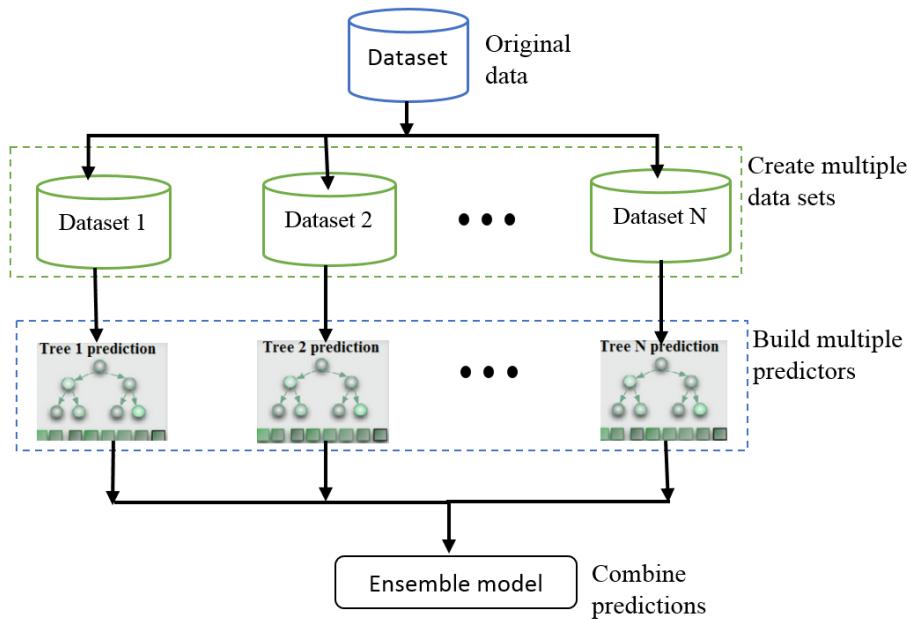 Dataset
Original
data
Create multiple
data sets
Dataset 1
Dataset 2
Dataset N
Build multiple
predictors
Tree 1 prediction
Tree 2 prediction
Tree N prediction
Ensemble model
Combine
predictions